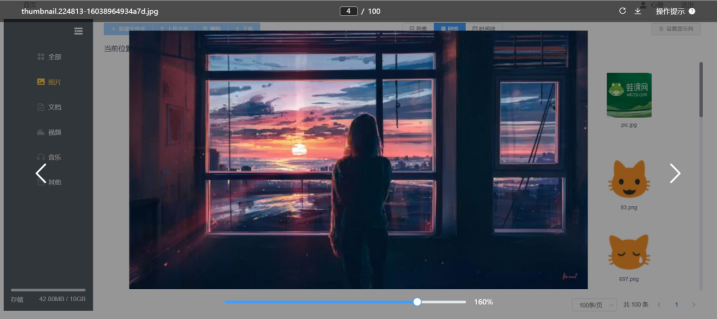 thumbnail.224813-16038964934a7d.jpg
4 / 100
操作提示
当前位置
全部
图片
文档
视频
音乐
其他
蛙课网
pic.jpg
83.png
697.png
存储 42.80MB / 10GB
160%
100条/页
共 100 条
1